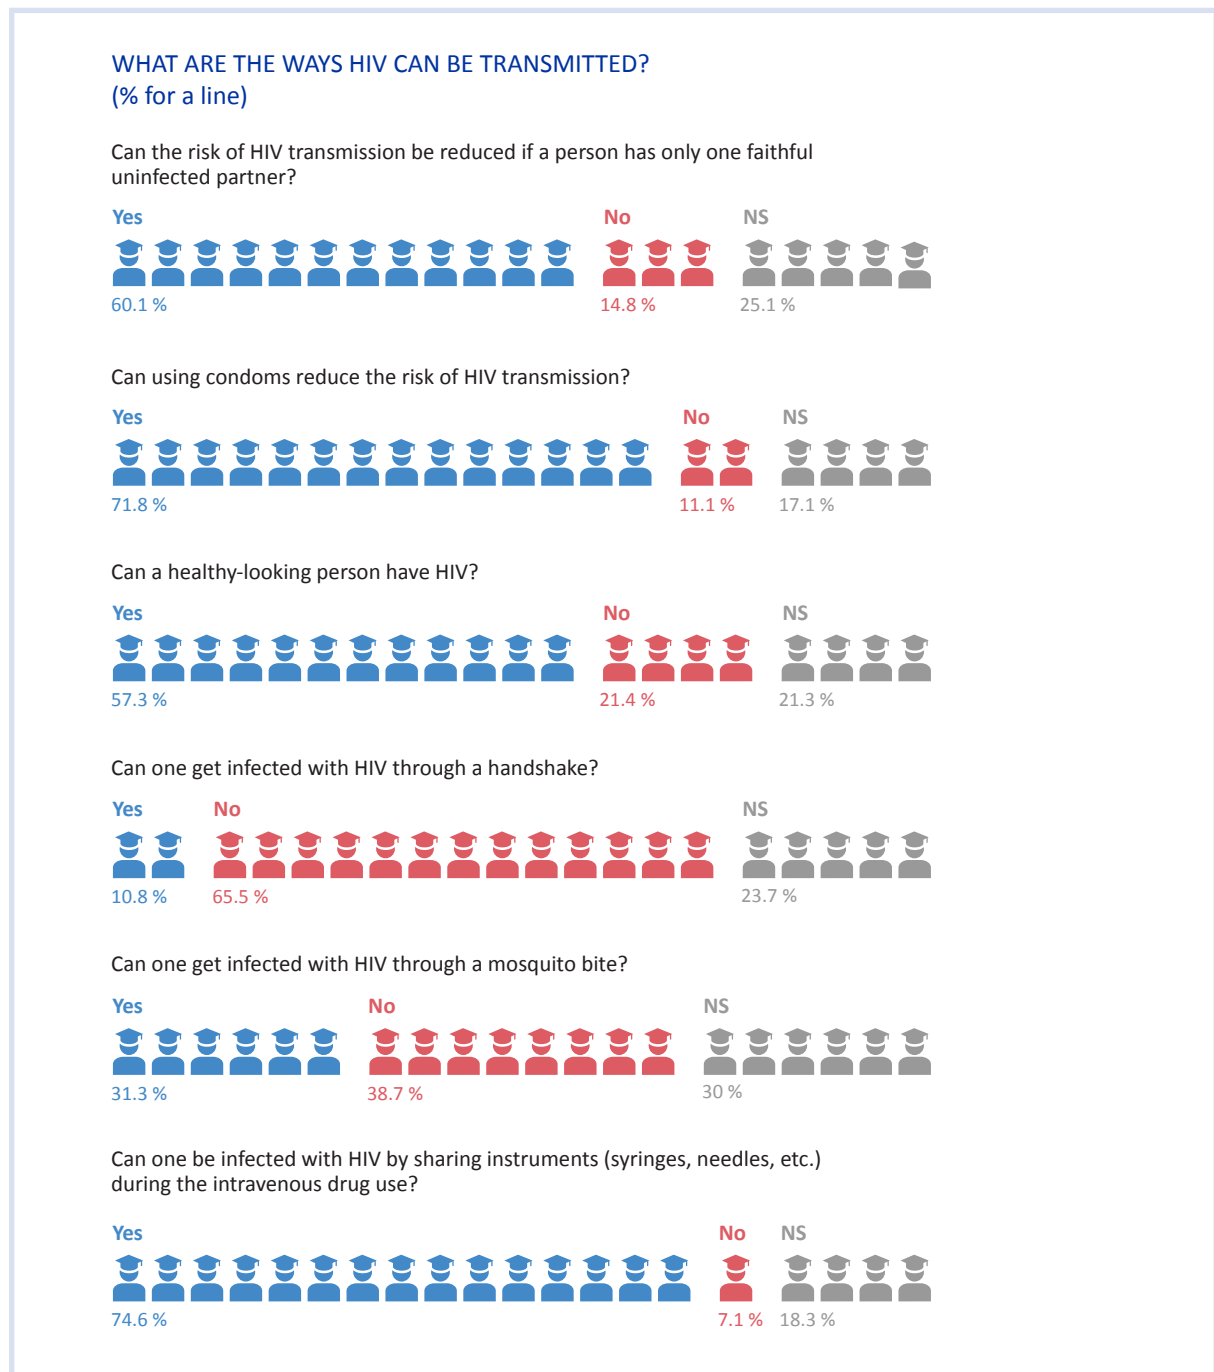 WHAT ARE THE WAYS HIV CAN BE TRANSMITTED?
(% for a line)
Can the risk of HIV transmission be reduced if a person has only one faithful
uninfected partner?
Yes No NS
60.1 % 14.8 % 25.1 %
Can using condoms reduce the risk of HIV transmission?
Yes No NS
71.8 % 11.1 % 17.1 %
Can a healthy-looking person have HIV?
Yes No NS
57.3 % 21.4 % 21.3 %
Can one get infected with HIV through a handshake?
Yes No NS
10.8 % 65.5 % 23.7 %
Can one get infected with HIV through a mosquito bite?
Yes No NS
31.3 % 38.7 % 30 %
Can one be infected with HIV by sharing instruments (syringes, needles, etc.)
during the intravenous drug use?
Yes No NS
74.6 % 7.1 % 18.3 %